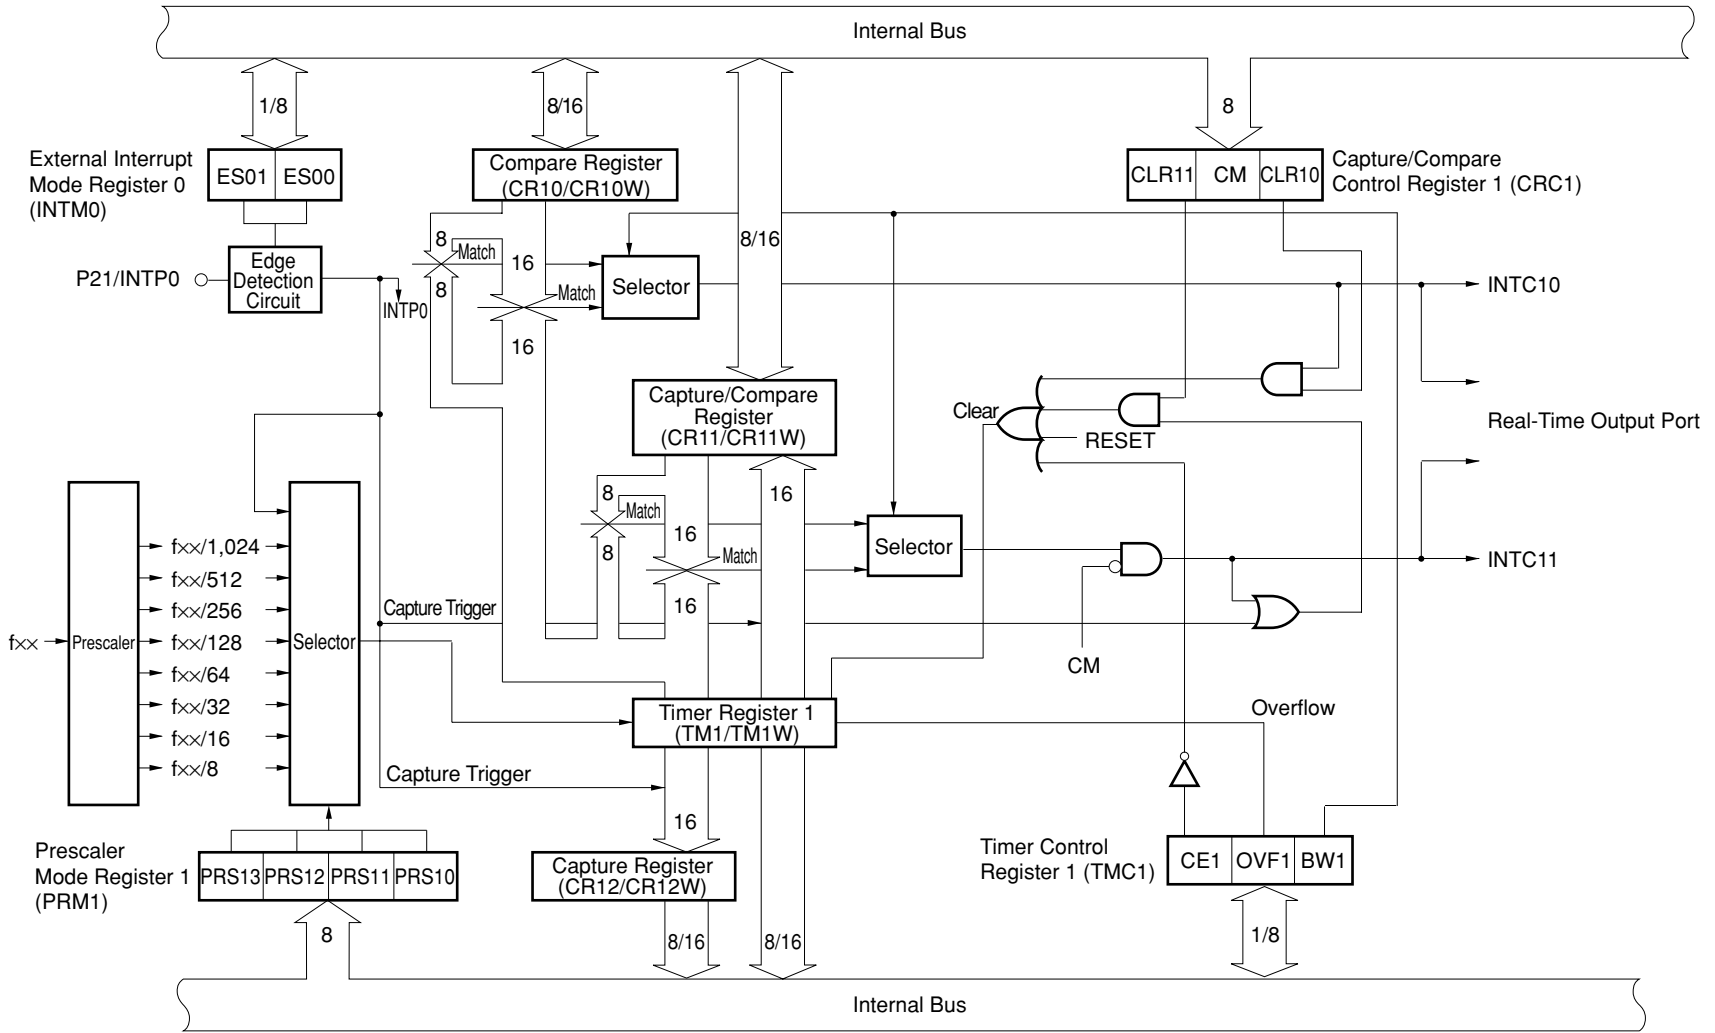 Internal Bus
1/8
8/16
8
External Interrupt
Mode Register 0
(INTM0)
ES01
ES00
Compare Register
(CR10/CR10W)
CLR11
CM
CLR10
Capture/Compare
Control Register 1 (CRC1)
8
Match
16
8/16
P21/INTP0
Edge
Detection
Circuit
INTP0
8
Match
16
Selector
INTC10
Capture/Compare
Register
(CR11/CR11W)
Clear
RESET
Real-Time Output Port
8
Match
16
16
8
Match
16
Selector
INTC11
CM
fxx
Prescaler
fxx/1,024
fxx/512
fxx/256
fxx/128
fxx/64
fxx/32
fxx/16
fxx/8
Selector
Capture Trigger
Timer Register 1
(TM1/TM1W)
Overflow
Capture Trigger
16
Prescaler
Mode Register 1
(PRM1)
PRS13
PRS12
PRS11
PRS10
Capture Register
(CR12/CR12W)
Timer Control
Register 1 (TMC1)
CE1
OVF1
BW1
8
8/16
8/16
1/8
Internal Bus